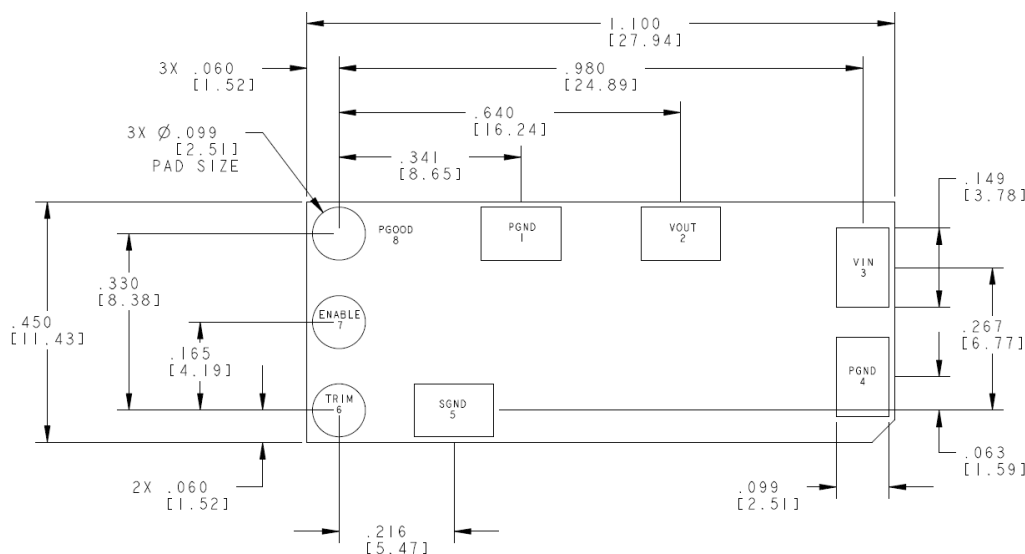 1.100
[27.94]
3X .060
[1.52]
.980
[24.89]
.640
[16.24]
3X Ø.099
[2.51]
PAD SIZE
.341
[8.65]
.149
[3.78]
PGOOD
8
PGND
1
VOUT
2
VIN
3
.330
[8.38]
ENABLE
7
.450
[11.43]
.165
[4.19]
.267
[6.77]
TRIM
6
SGND
5
PGND
4
.063
[1.59]
2X .060
[1.52]
.099
[2.51]
.216
[5.47]